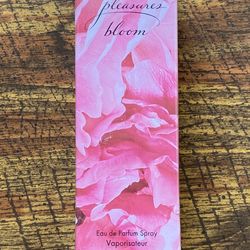 pleasures
bloom
Eau de Parfum Spray
Vaporisateur